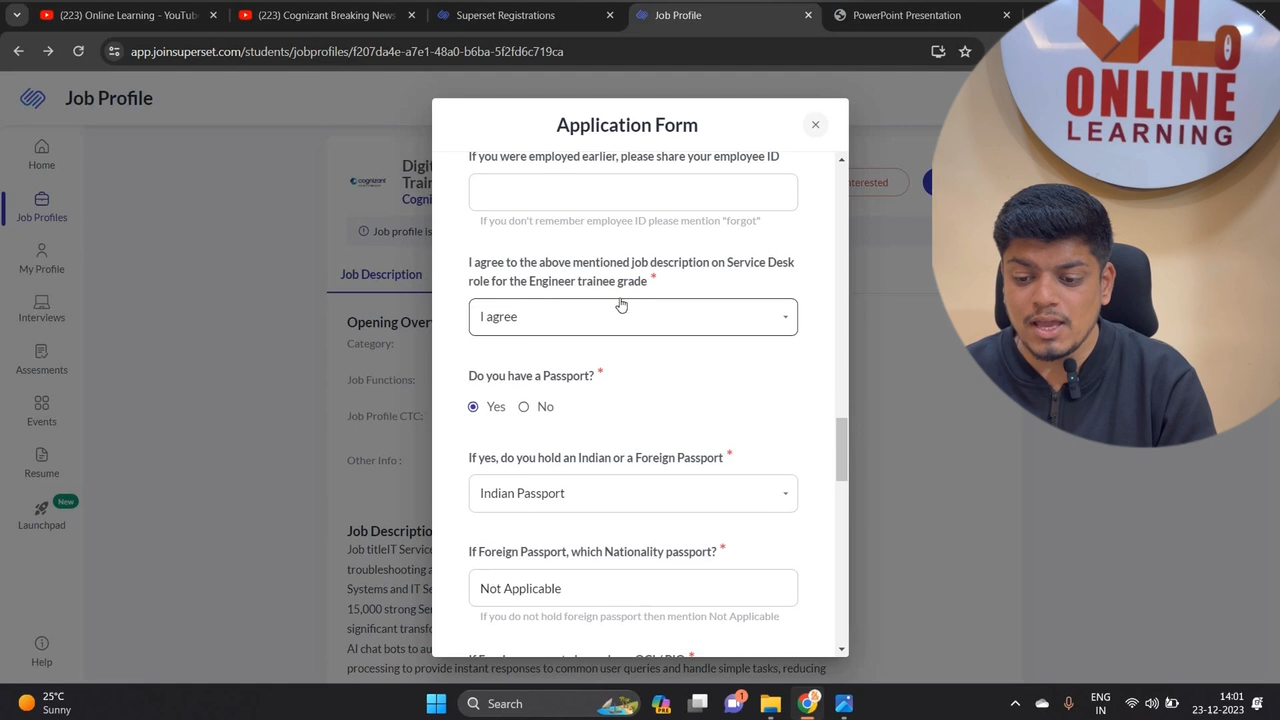 (223) Online Learning - YouTub
(223) Cognizant Breaking News
Superset Registrations
Job Profile
PowerPoint Presentation
app.joinsuperset.com/students/jobprofiles/f207da4e-a7e1-48a0-b6ba-5f2fd6c719ca
ONLINE
LEARNING
Job Profile
Home
Job Profiles
My Profile
Interviews
Assesments
Events
Resume
New
Launchpad
Help
Digit
Train
Cogni
cognizant
terested
Job profile is
Job Description
Opening Over
Category:
Job Functions:
Job Profile CTC:
Other Info :
Job Descriptio
Job titleIT Servic
troubleshooting a
Systems and IT Se
15,000 strong Ser
significant transfo
AI chat bots to au
processing to provide instant responses to common user queries and handle simple tasks, reducing
Application Form
If you were employed earlier, please share your employee ID
If you don't remember employee ID please mention "forgot"
I agree to the above mentioned job description on Service Desk
role for the Engineer trainee grade *
I agree
Do you have a Passport? *
Yes No
If yes, do you hold an Indian or a Foreign Passport *
Indian Passport
If Foreign Passport, which Nationality passport? *
Not Applicable
If you do not hold foreign passport then mention Not Applicable
25°C
Sunny
Search
PRE
1
ENG
IN
14:01
23-12-2023